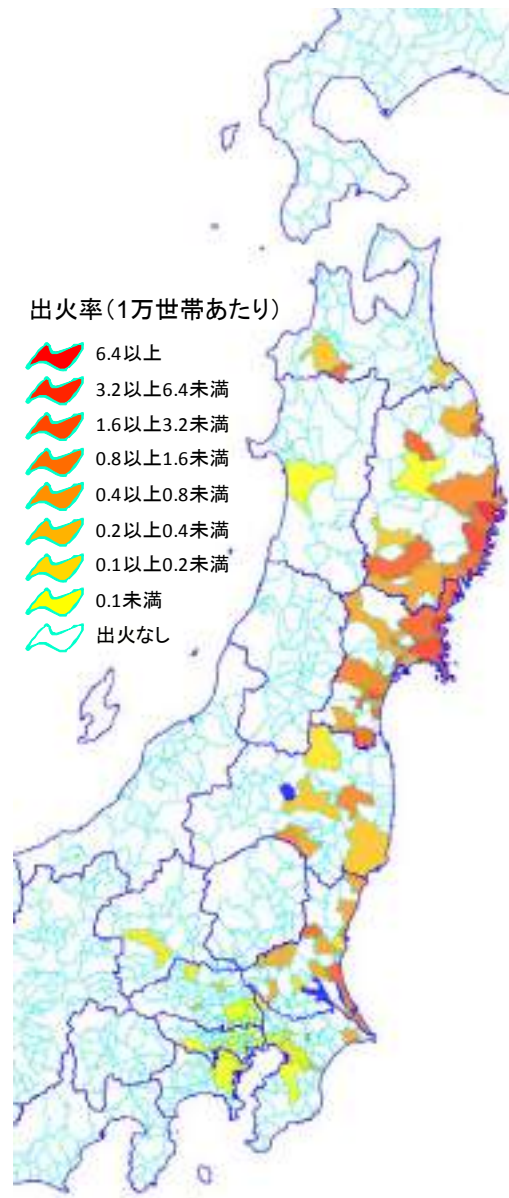 出火率(1万世帯あたり)
6.4以上
3.2以上6.4未満
1.6以上3.2未満
0.8以上1.6未満
0.4以上0.8未満
0.2以上0.4未満
0.1以上0.2未満
0.1未満
出火なし